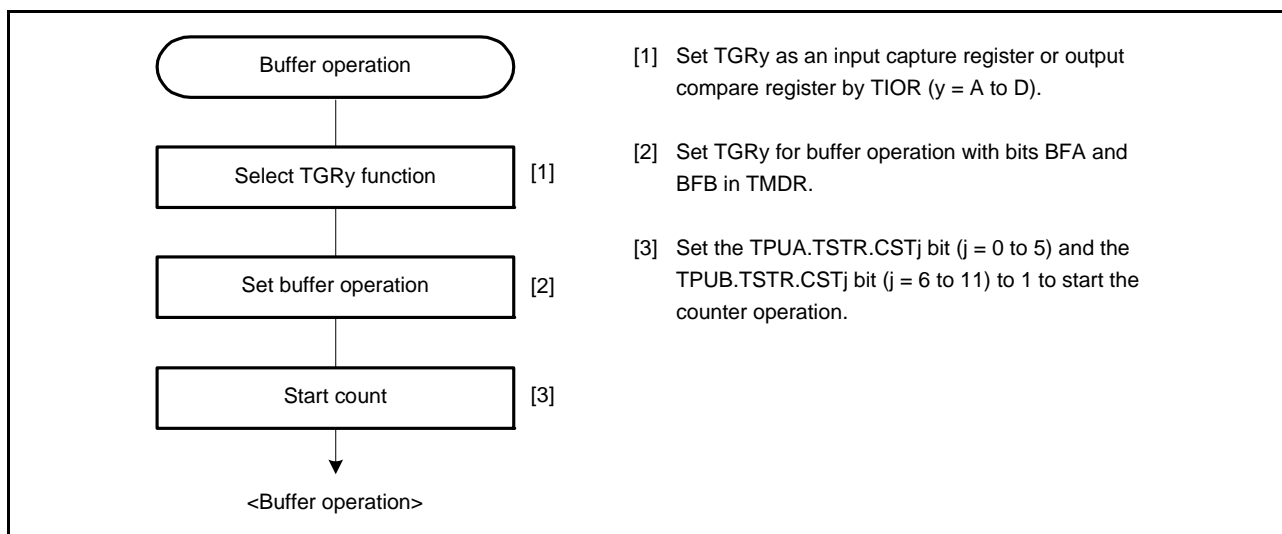 Buffer operation
Select TGRy function
[1]
Set buffer operation
[2]
Start count
[3]
<Buffer operation>
[1] Set TGRy as an input capture register or output
compare register by TIOR (y = A to D).
[2] Set TGRy for buffer operation with bits BFA and
BFB in TMDR.
[3] Set the TPUA.TSTR.CSTj bit (j = 0 to 5) and the
TPUB.TSTR.CSTj bit (j = 6 to 11) to 1 to start the
counter operation.